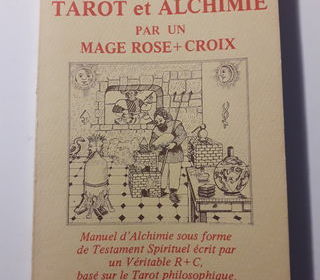 TAROT et ALCHIMIE
PAR UN
MAGE ROSE+CROIX
Manuel d'Alchimie sous forme
de Testament Spirituel écrit par
un Véritable R+C,
basé sur le Tarot philosophique.